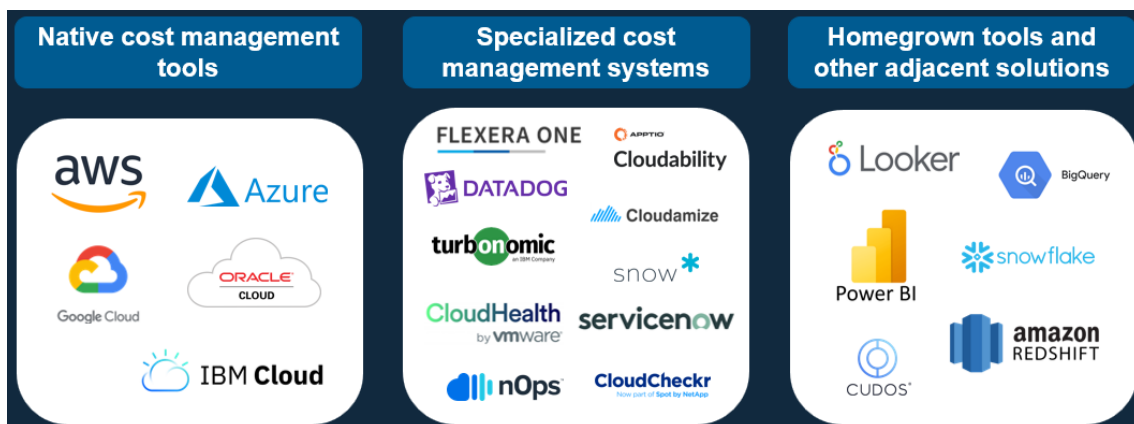 Native cost management
tools
aws
Azure
Google Cloud
ORACLE®
CLOUD
IBM Cloud
Specialized cost
management systems
FLEXERA ONE
APPTIO
Cloudability
DATADOG
Cloudamize
turbonomic
an IBM Company
snow
CloudHealth
by vmware®
servicenow
nOps
CloudCheckr
Now part of Spot by NetApp
Homegrown tools and
other adjacent solutions
Looker
BigQuery
Power BI
snowflake
amazon
REDSHIFT
CUDOS®